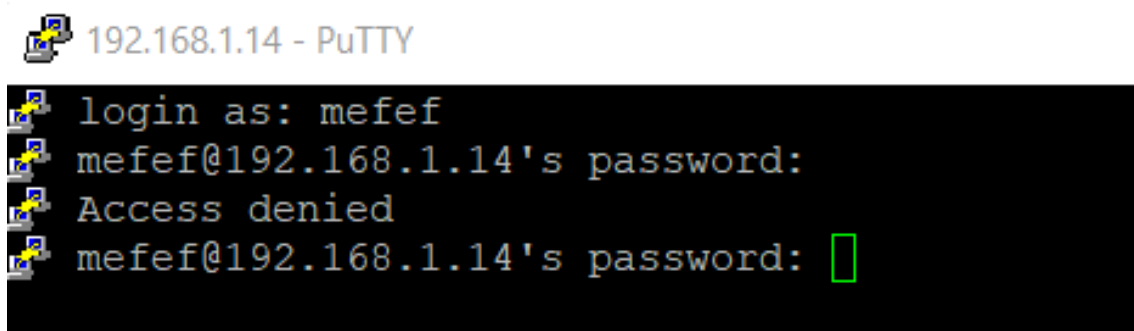 192.168.1.14 - PuTTY
login as: mefef
mefef@192.168.1.14's password:
Access denied
mefef@192.168.1.14's password: